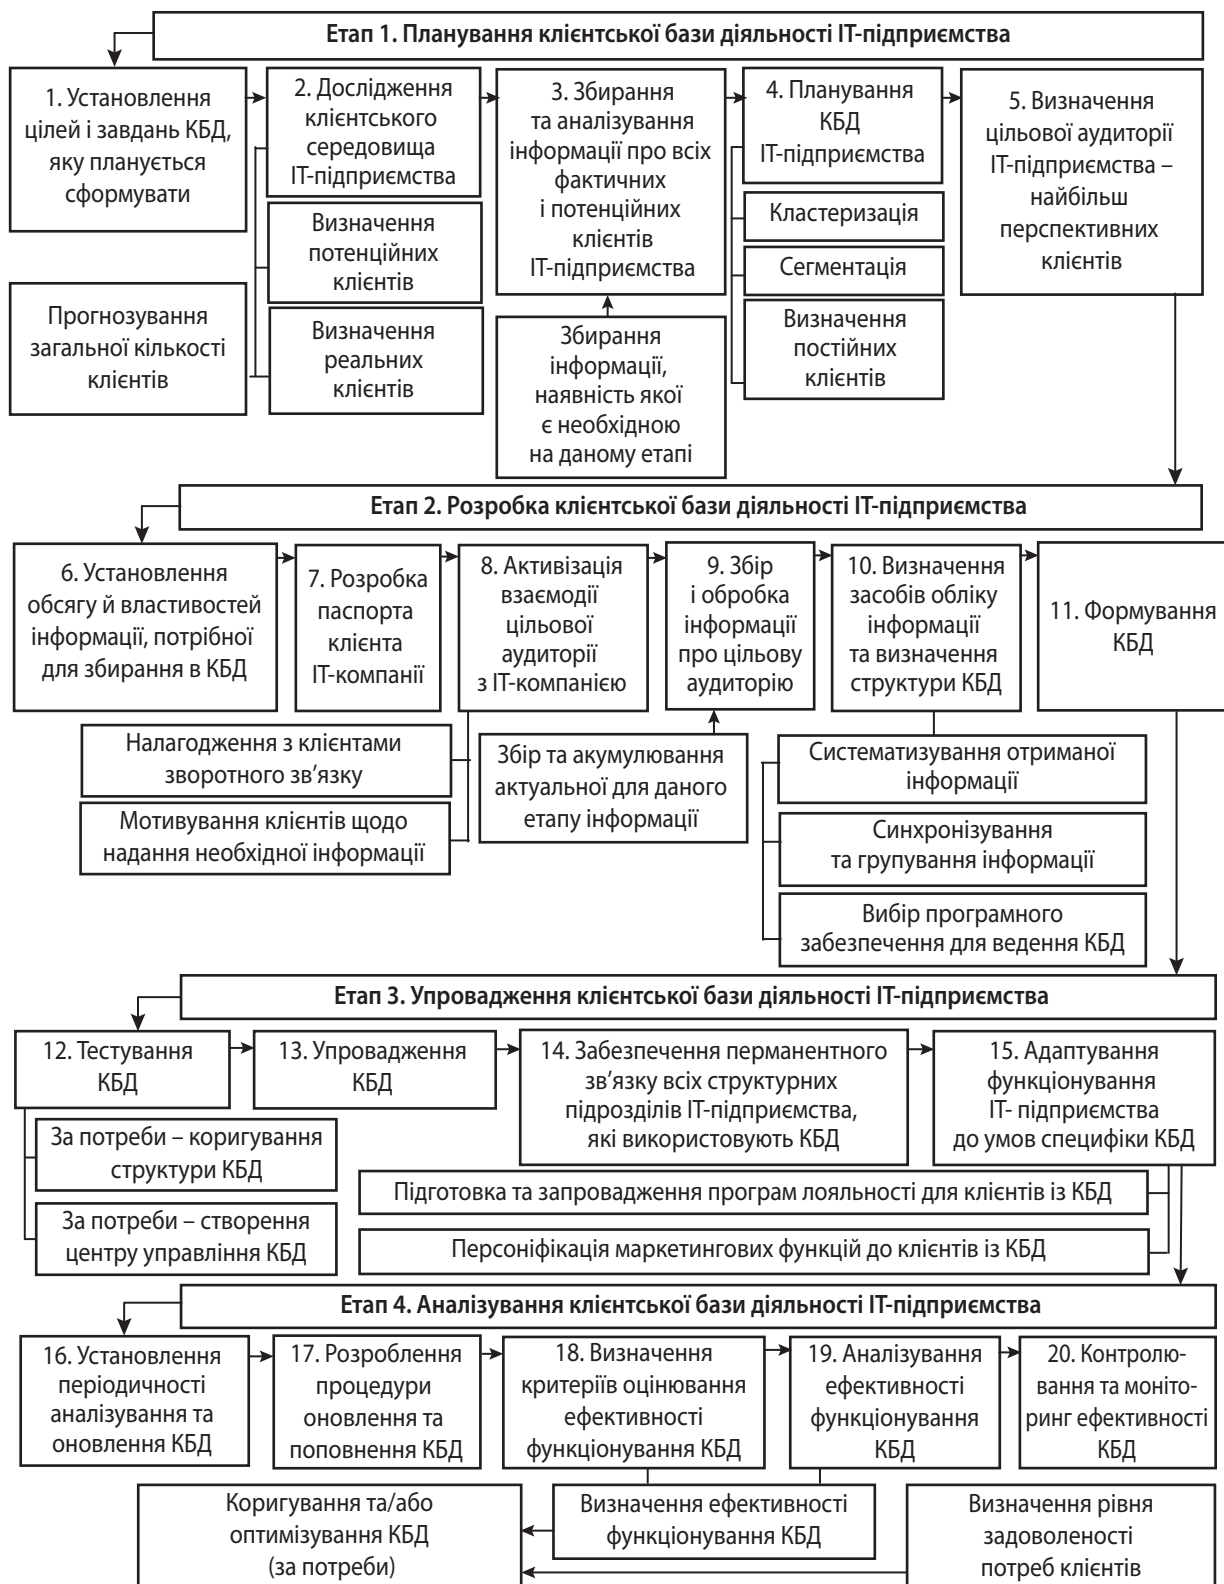 Етап 1. Планування клієнтської бази діяльності ІТ-підприємства
1. Установлення
цілей і завдань КБД,
яку планується
сформувати
2. Дослідження
клієнтського
середовища
ІТ-підприємства
3. Збирання
та аналізування
інформації про всіх
фактичних
і потенційних
клієнтів
ІТ-підприємства
4. Планування
КБД
ІТ-підприємства
5. Визначення
цільової аудиторії
ІТ-підприємства –
найбільш
перспективних
клієнтів
Прогнозування
загальної кількості
клієнтів
Визначення
потенційних
клієнтів
Визначення
реальних
клієнтів
Збирання
інформації,
наявність якої
є необхідною
на даному етапі
Кластеризація
Сегментація
Визначення
постійних
клієнтів
Етап 2. Розробка клієнтської бази діяльності ІТ-підприємства
6. Установлення
обсягу й властивостей
інформації, потрібної
для збирання в КБД
7. Розробка
паспорта
клієнта
ІТ-компанії
8. Активізація
взаємодії
цільової
аудиторії
з ІТ-компанією
9. Збір
і обробка
інформації
про цільову
аудиторію
10. Визначення
засобів обліку
інформації
та визначення
структури КБД
11. Формування
КБД
Налагодження з клієнтами
зворотного зв’язку
Мотивування клієнтів щодо
надання необхідної інформації
Збір та акумулювання
актуальної для даного
етапу інформації
Систематизування отриманої
інформації
Синхронізування
та групування інформації
Вибір програмного
забезпечення для ведення КБД
Етап 3. Упровадження клієнтської бази діяльності ІТ-підприємства
12. Тестування
КБД
13. Упровадження
КБД
14. Забезпечення перманентного
зв’язку всіх структурних
підрозділів ІТ-підприємства,
які використовують КБД
15. Адаптування
функціонування
ІТ- підприємства
до умов специфіки КБД
За потреби – коригування
структури КБД
За потреби – створення
центру управління КБД
Підготовка та запровадження програм лояльності для клієнтів із КБД
Персоніфікація маркетингових функцій до клієнтів із КБД
Етап 4. Аналізування клієнтської бази діяльності ІТ-підприємства
16. Установлення
періодичності
аналізування та
оновлення КБД
17. Розроблення
процедури
оновлення та
поповнення КБД
18. Визначення
критеріїв оцінювання
ефективності
функціонування КБД
19. Аналізування
ефективності
функціонування
КБД
20. Контролю-
вання та моніто-
ринг ефективності
КБД
Коригування та/або
оптимізування КБД
(за потреби)
Визначення ефективності
функціонування КБД
Визначення рівня
задоволеності
потреб клієнтів